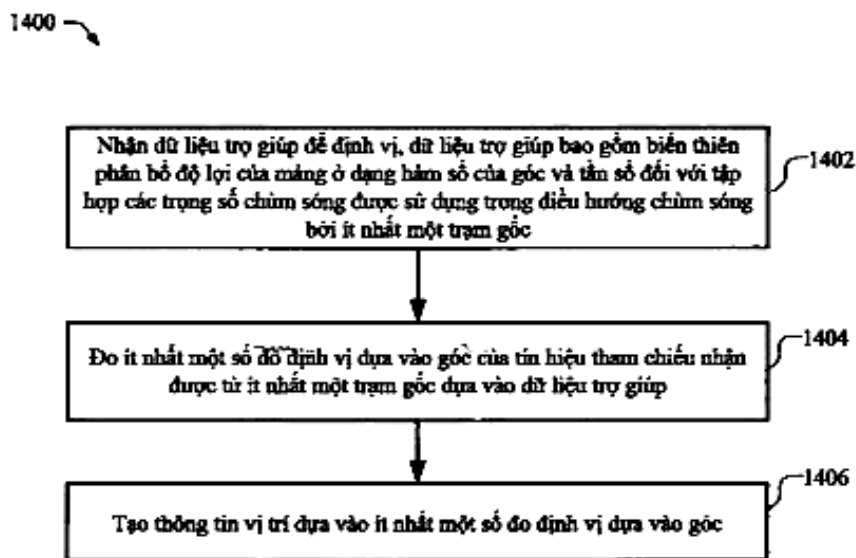 1400
Nhận dữ liệu trợ giúp để định vị, dữ liệu trợ giúp bao gồm biến thiên
phân bố độ lợi của mảng ở dạng hàm số của góc và tần số đối với tập
hợp các trọng số chùm sóng được sử dụng trong điều hướng chùm sóng
bởi ít nhất một trạm gốc
1402
Đo ít nhất một số đo định vị dựa vào góc của tín hiệu tham chiếu nhận
được từ ít nhất một trạm gốc dựa vào dữ liệu trợ giúp
1404
Tạo thông tin vị trí dựa vào ít nhất một số đo định vị dựa vào góc
1406